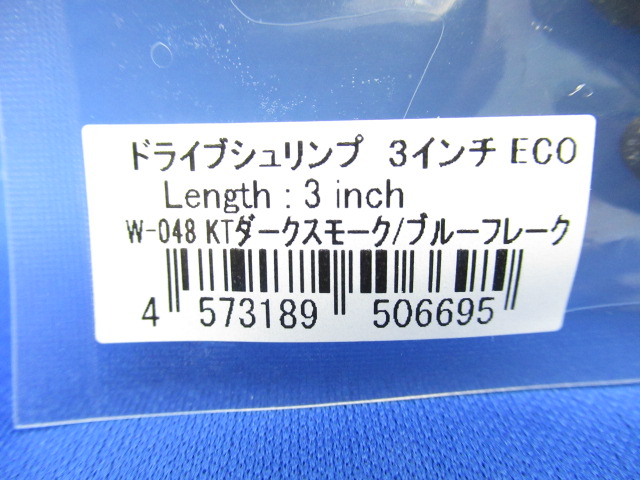 ドライブシュリンプ 3インチ ECO
Length : 3 inch
W-048 KTダークスモーク/ブルーフレーク
4 573189 506695